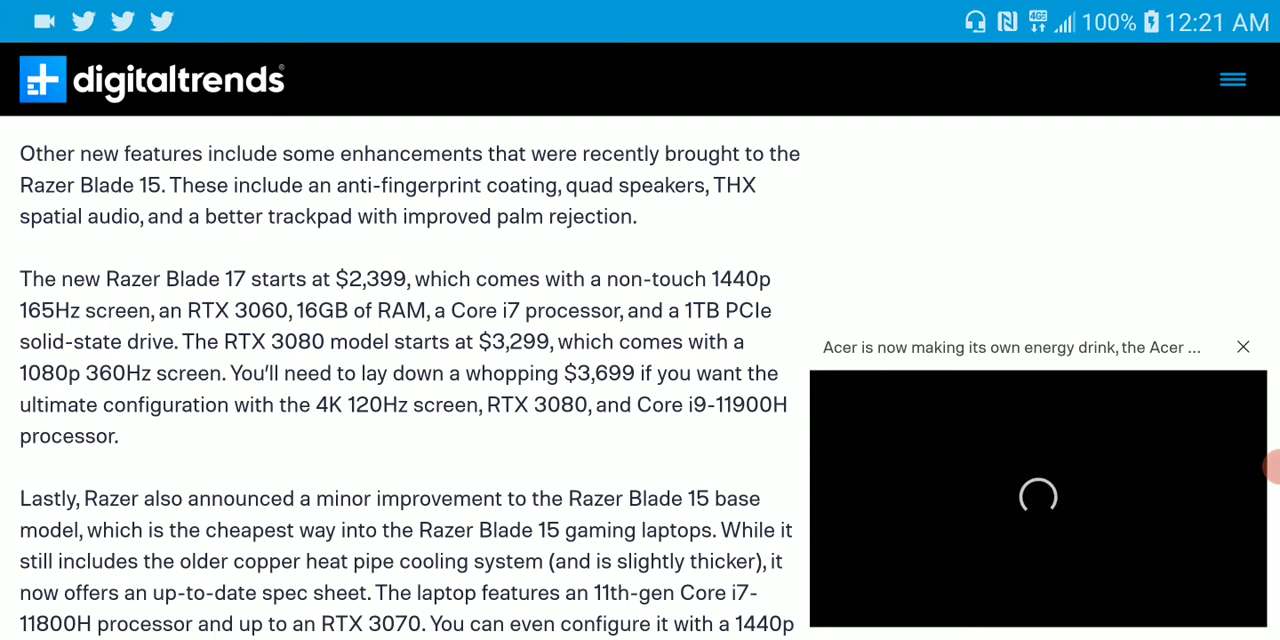 100% 12:21 AM
digitaltrends
Other new features include some enhancements that were recently brought to the
Razer Blade 15. These include an anti-fingerprint coating, quad speakers, THX
spatial audio, and a better trackpad with improved palm rejection.
The new Razer Blade 17 starts at $2,399, which comes with a non-touch 1440p
165Hz screen, an RTX 3060, 16GB of RAM, a Core i7 processor, and a 1TB PCIe
solid-state drive. The RTX 3080 model starts at $3,299, which comes with a
1080p 360Hz screen. You’ll need to lay down a whopping $3,699 if you want the
ultimate configuration with the 4K 120Hz screen, RTX 3080, and Core i9-11900H
processor.
Acer is now making its own energy drink, the Acer ...
Lastly, Razer also announced a minor improvement to the Razer Blade 15 base
model, which is the cheapest way into the Razer Blade 15 gaming laptops. While it
still includes the older copper heat pipe cooling system (and is slightly thicker), it
now offers an up-to-date spec sheet. The laptop features an 11th-gen Core i7-
11800H processor and up to an RTX 3070. You can even configure it with a 1440p